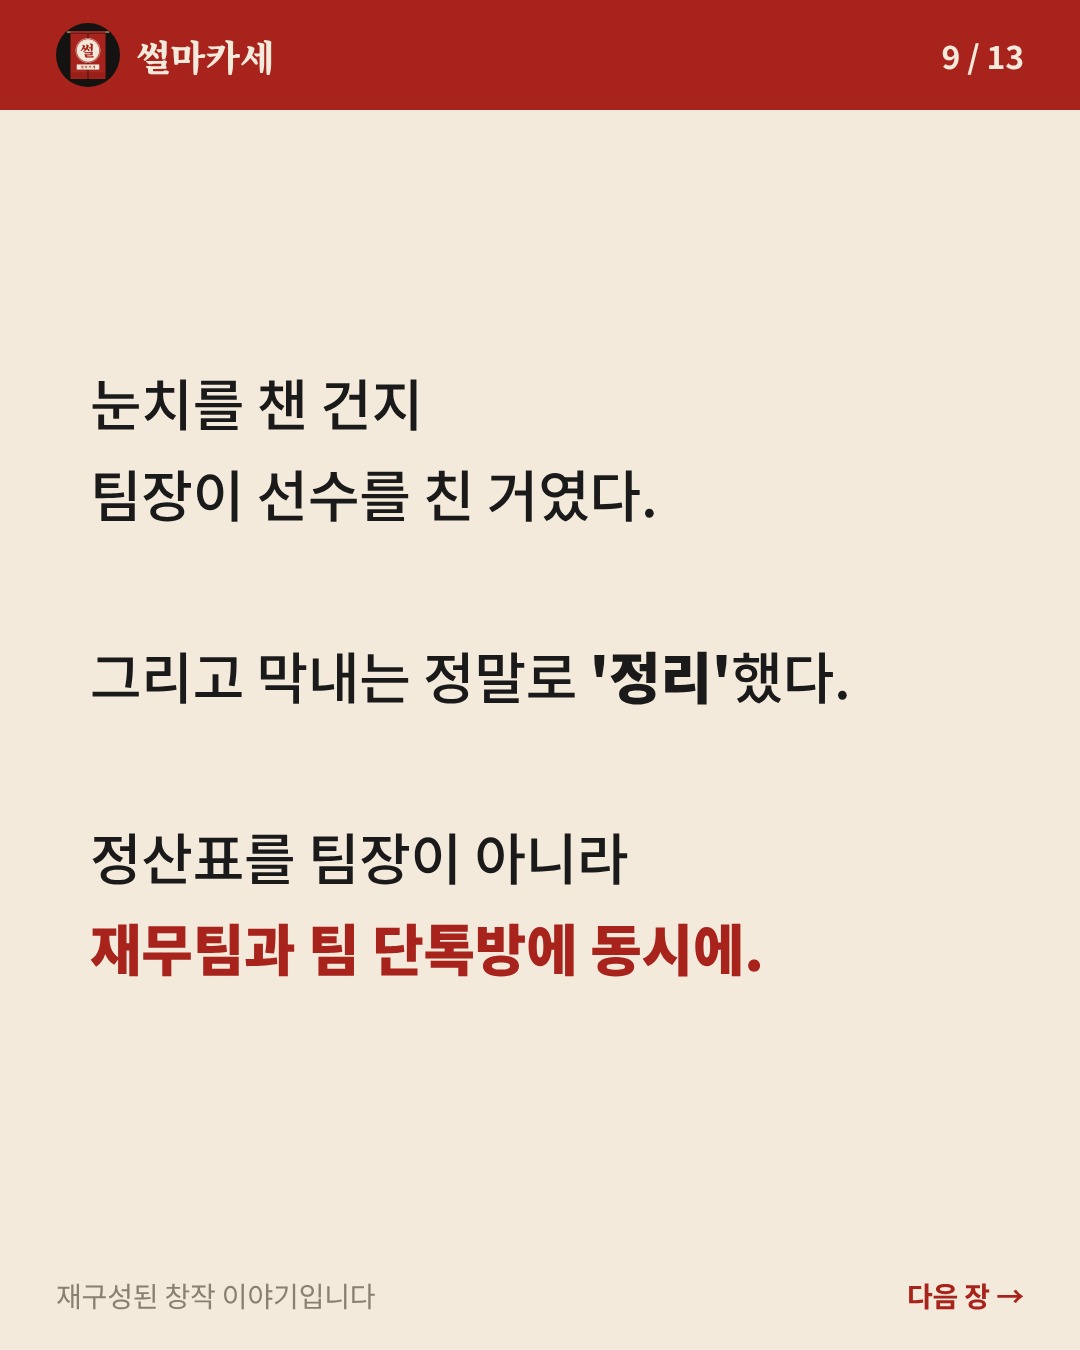 썰
썰마카세
9 / 13
눈치를 챈 건지
팀장이 선수를 친 거였다.
그리고 막내는 정말로 '정리'했다.
정산표를 팀장이 아니라
재무팀과 팀 단톡방에 동시에.
재구성된 창작 이야기입니다
다음 장 →